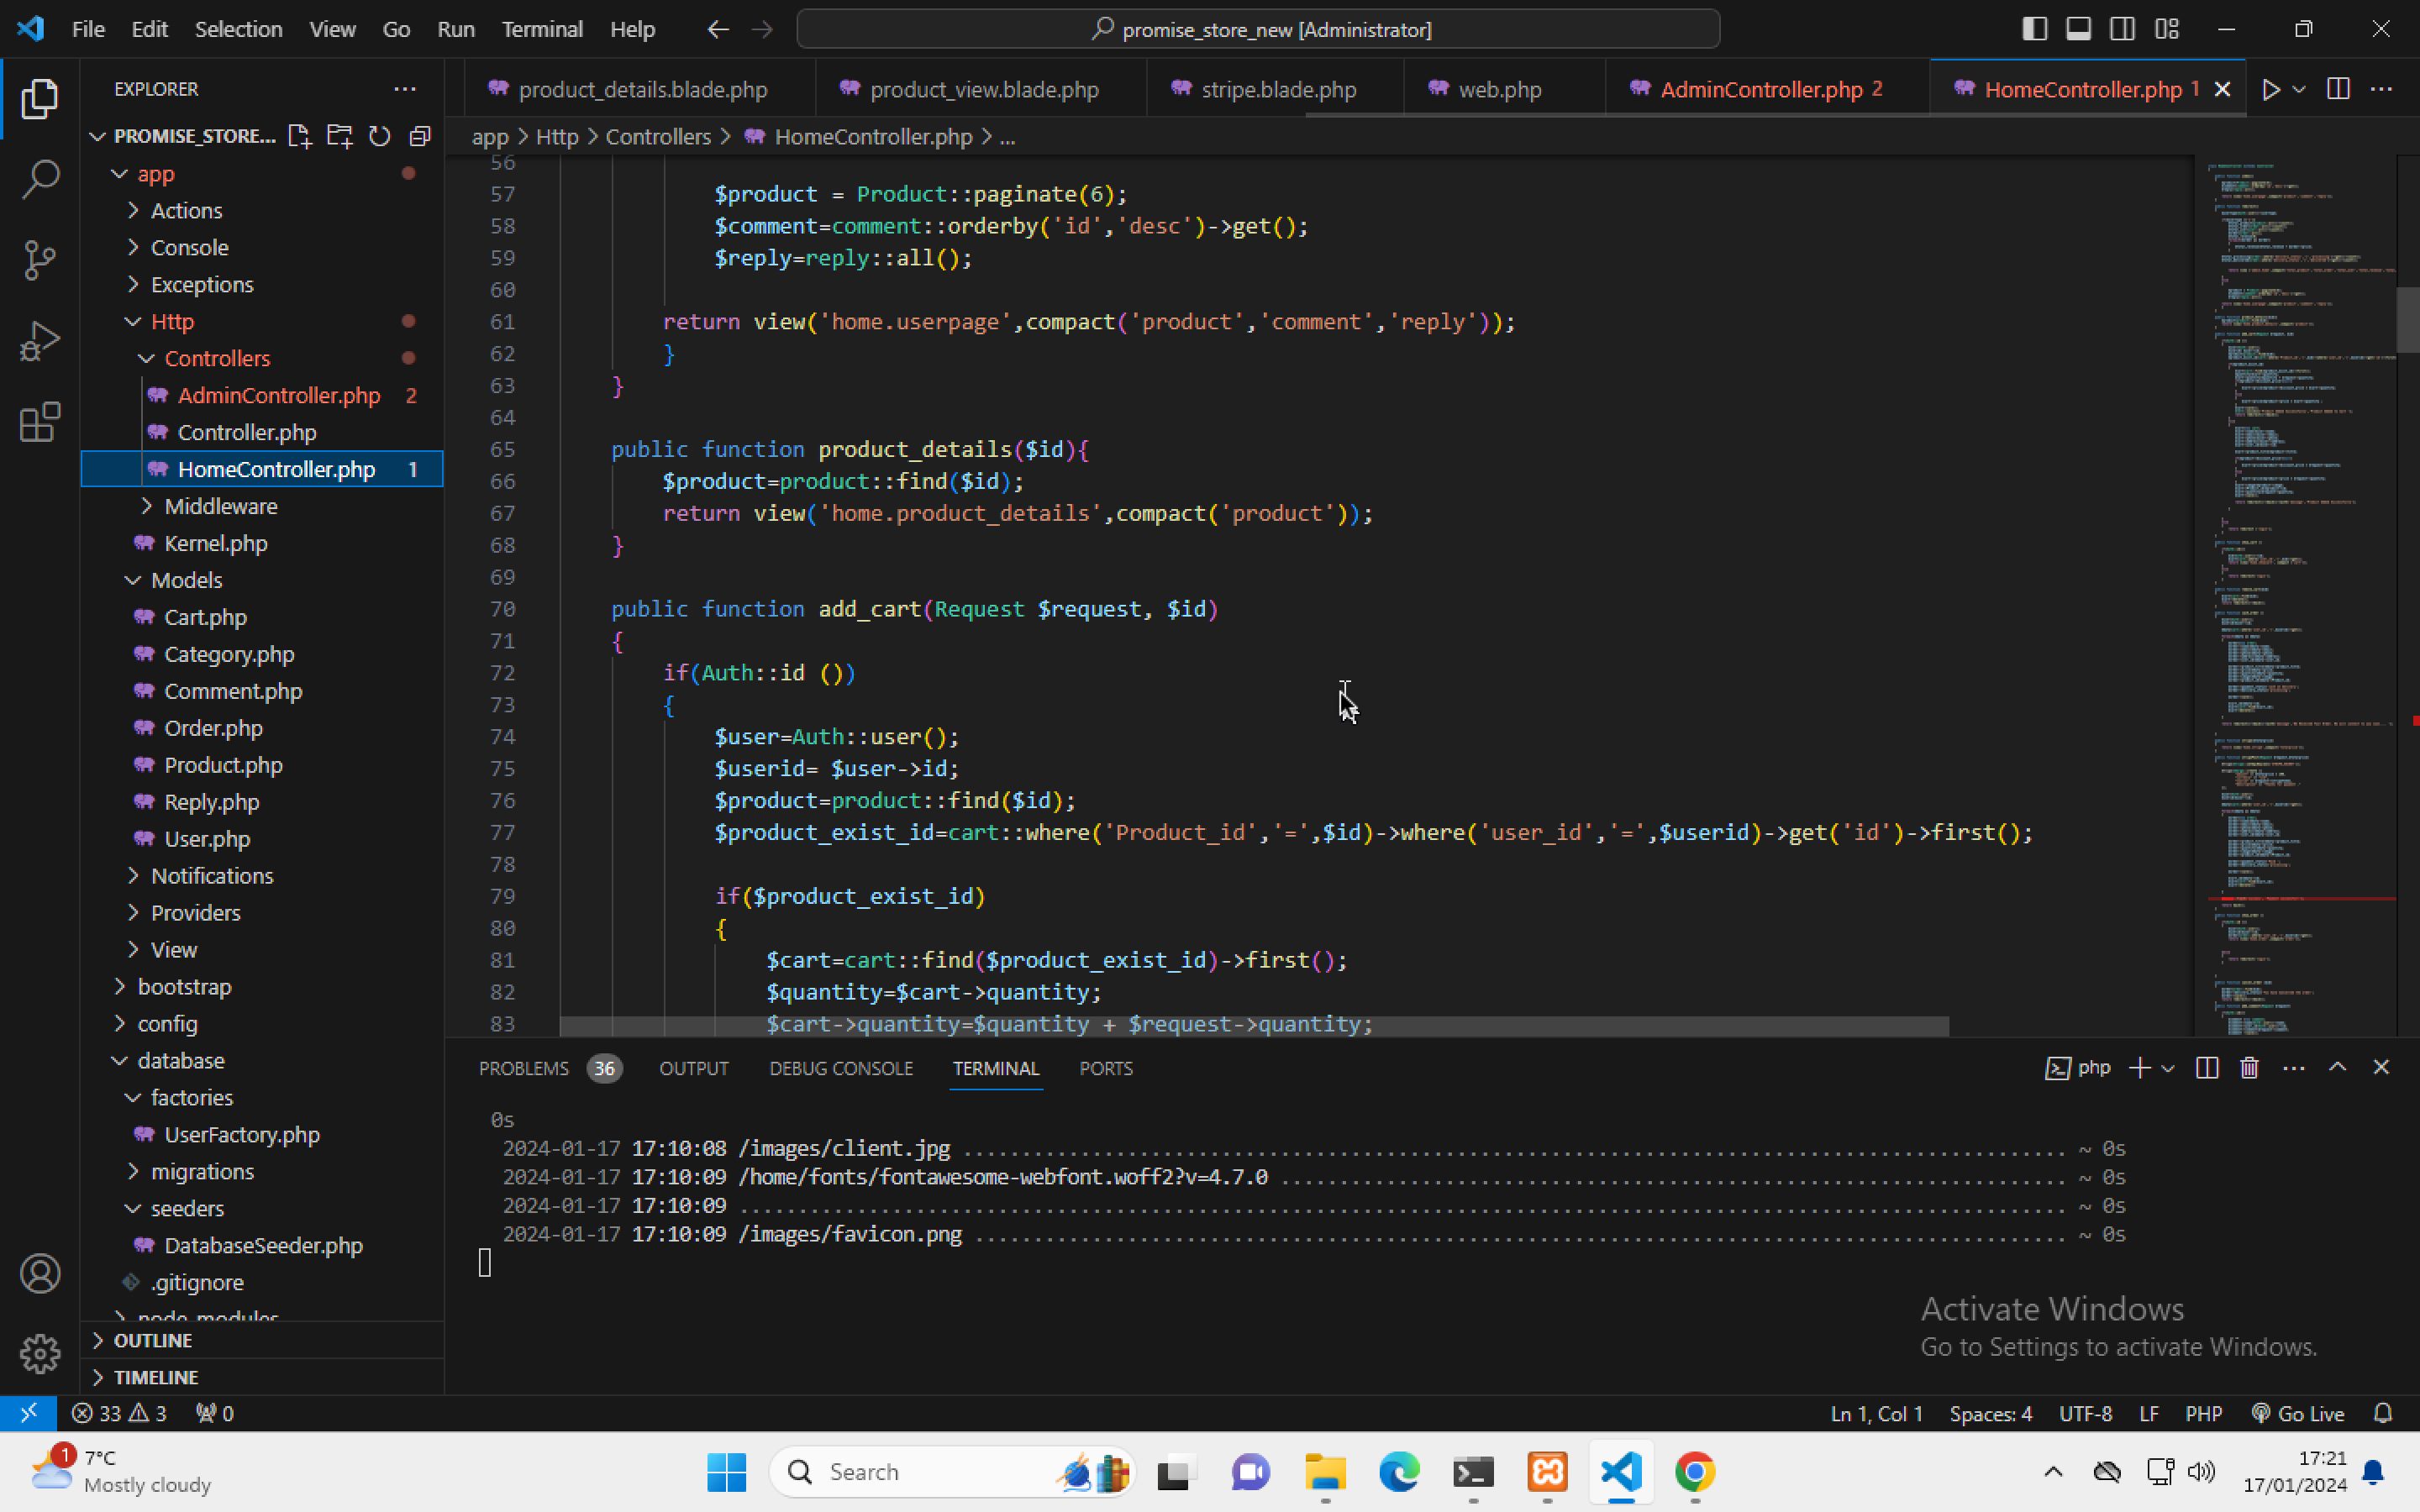 File Edit Selection View Go Run Terminal Help
promise_store_new [Administrator]
EXPLORER
product_details.blade.php
product_view.blade.php
stripe.blade.php
web.php
AdminController.php 2
HomeController.php 1
PROMISE_STORE...
app > Http > Controllers > HomeController.php > ...
app
Actions
Console
Exceptions
Http
Controllers
AdminController.php 2
Controller.php
HomeController.php 1
Middleware
Kernel.php
Models
Cart.php
Category.php
Comment.php
Order.php
Product.php
Reply.php
User.php
Notifications
Providers
View
bootstrap
config
database
factories
UserFactory.php
migrations
seeders
DatabaseSeeder.php
.gitignore
node_modules
OUTLINE
TIMELINE
56
57 $product = Product::paginate(6);
58 $comment=comment::orderby('id','desc')->get();
59 $reply=reply::all();
60
61 return view('home.userpage',compact('product','comment','reply'));
62 }
63 }
64
65 public function product_details($id){
66 $product=product::find($id);
67 return view('home.product_details',compact('product'));
68 }
69
70 public function add_cart(Request $request, $id)
71 {
72 if(Auth::id ())
73 {
74 $user=Auth::user();
75 $userid= $user->id;
76 $product=product::find($id);
77 $product_exist_id=cart::where('Product_id','=',$id)->where('user_id','=',$userid)->get('id')->first();
78
79 if($product_exist_id)
80 {
81 $cart=cart::find($product_exist_id)->first();
82 $quantity=$cart->quantity;
83 $cart->quantity=$quantity + $request->quantity;
PROBLEMS 36 OUTPUT DEBUG CONSOLE TERMINAL PORTS
php
0s
2024-01-17 17:10:08 /images/client.jpg ........ ~ 0s
2024-01-17 17:10:09 /home/fonts/fontawesome-webfont.woff2?v=4.7.0 ........ ~ 0s
2024-01-17 17:10:09 ........ ~ 0s
2024-01-17 17:10:09 /images/favicon.png ........ ~ 0s
Activate Windows
Go to Settings to activate Windows.
33 3 0
Ln 1, Col 1 Spaces: 4 UTF-8 LF PHP Go Live
1
7°C
Mostly cloudy
Search
17:21
17/01/2024